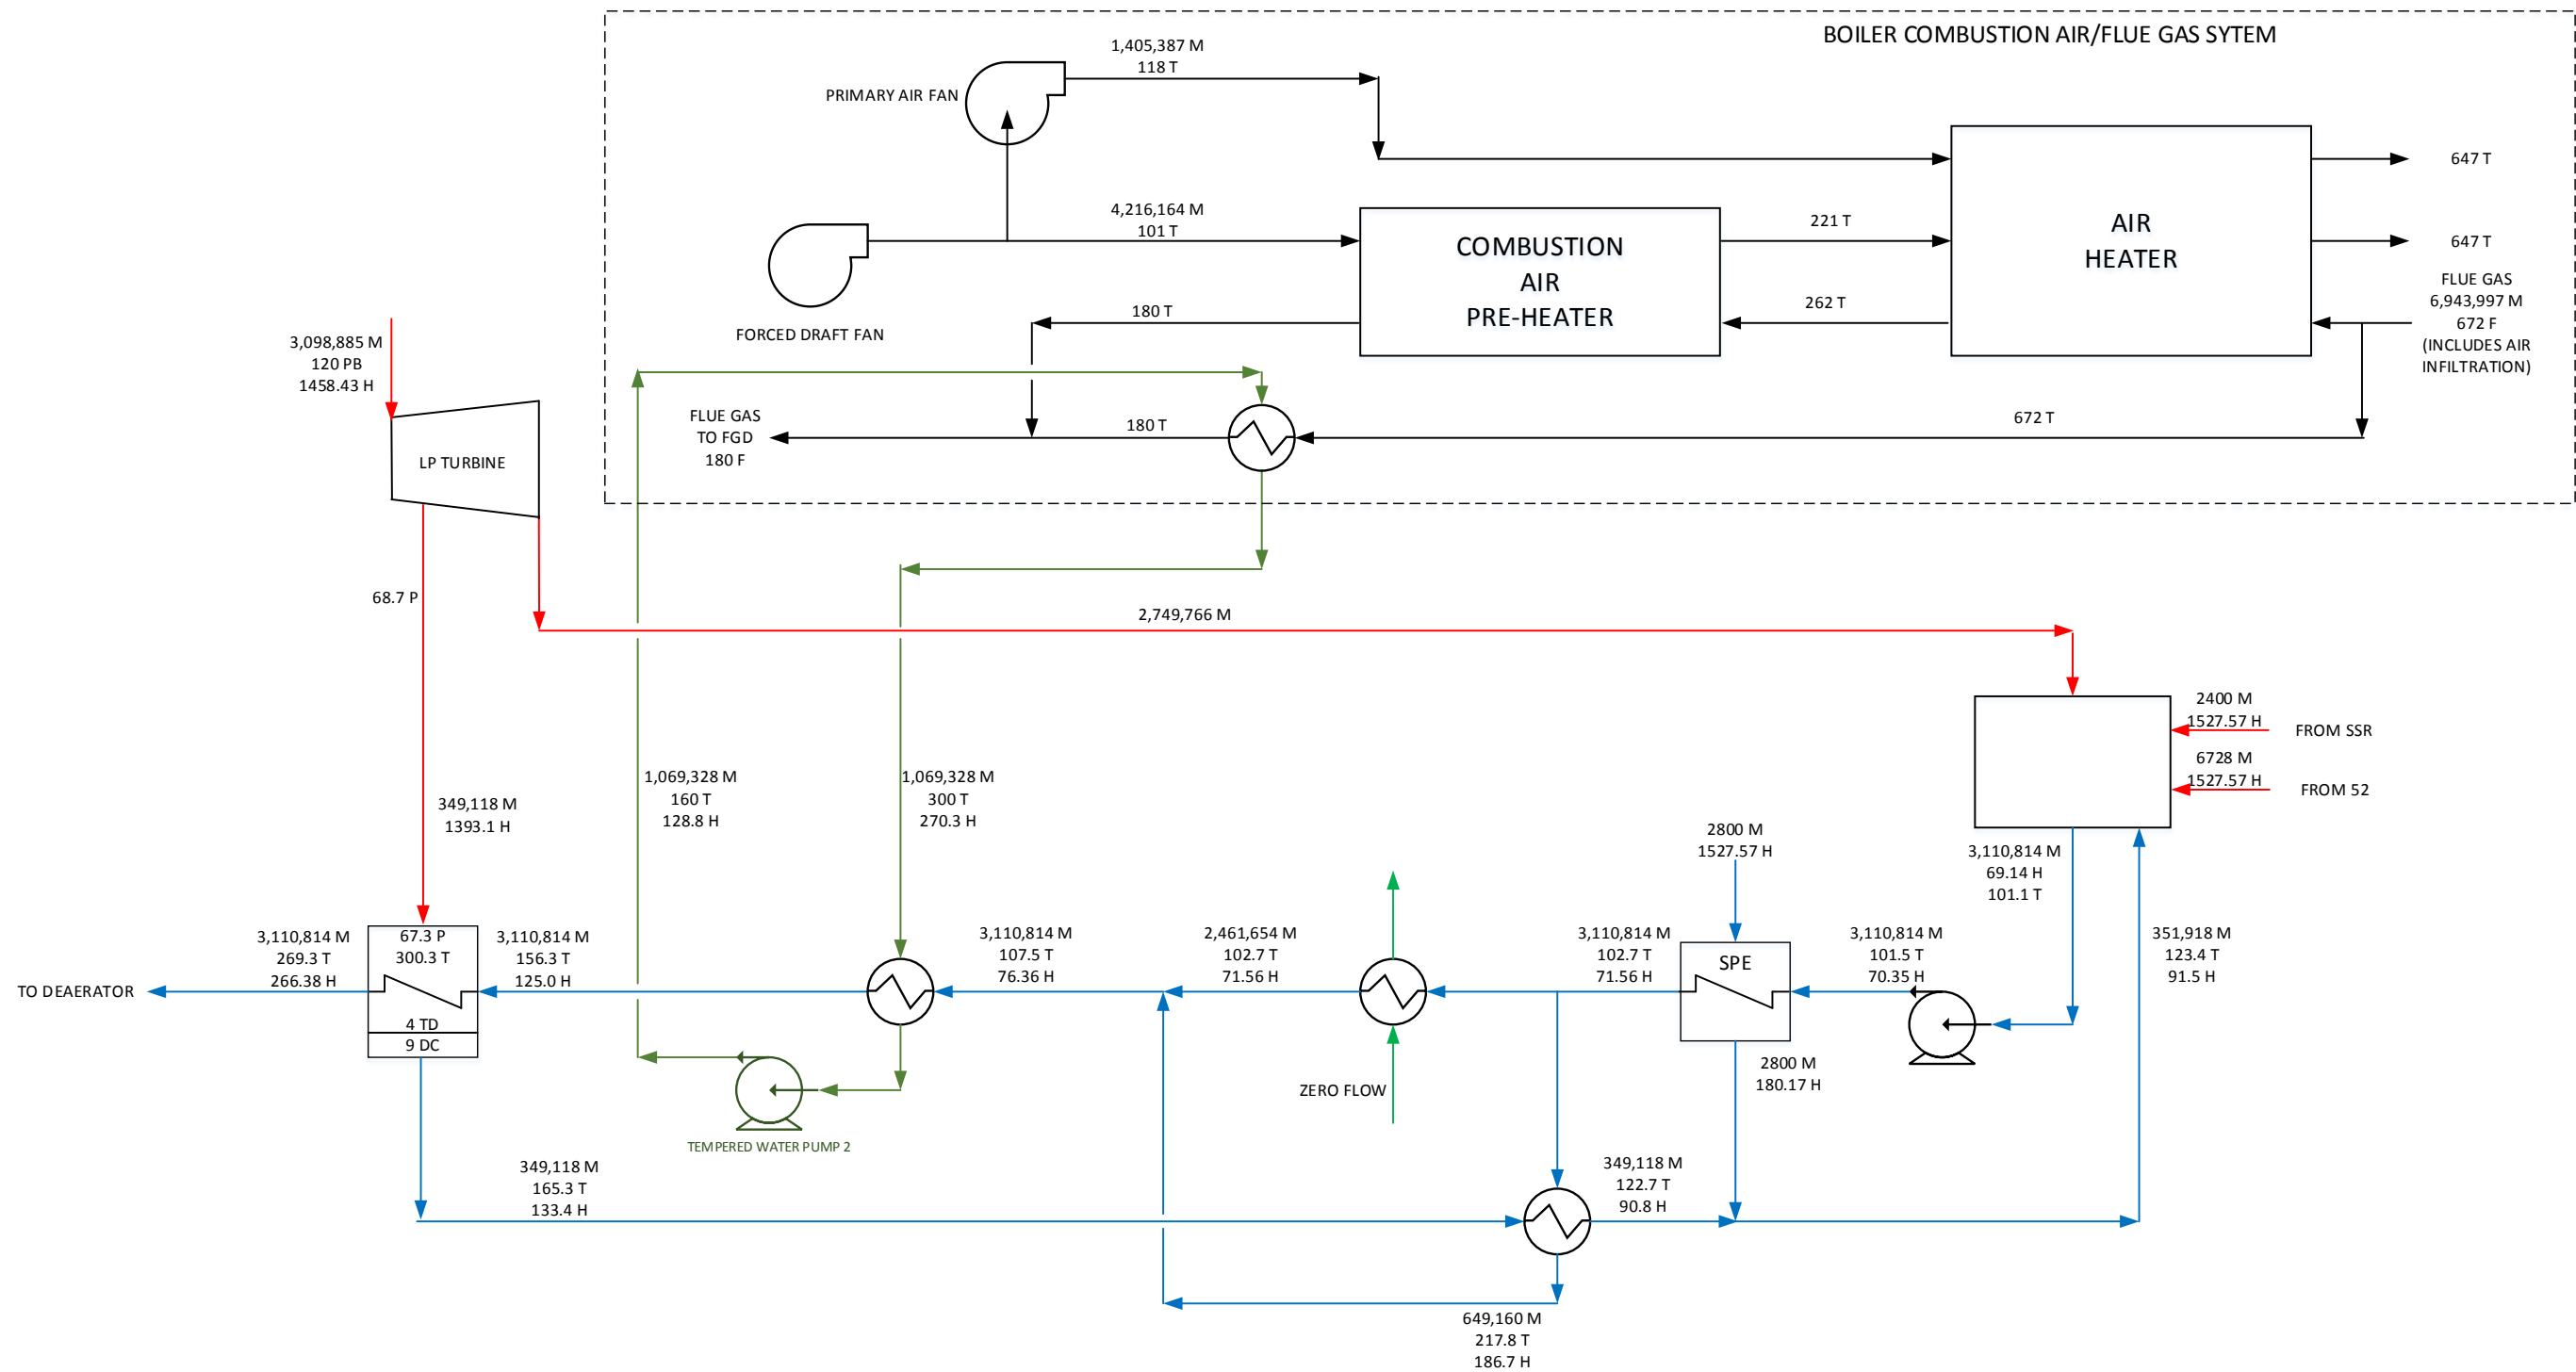 BOILER COMBUSTION AIR/FLUE GAS SYTEM
1,405,387 M
118 T
PRIMARY AIR FAN
647 T
4,216,164 M
101 T
221 T
COMBUSTION
AIR
PRE-HEATER
AIR
HEATER
647 T
FLUE GAS
6,943,997 M
672 F
(INCLUDES AIR
INFILTRATION)
262 T
180 T
FORCED DRAFT FAN
3,098,885 M
120 PB
1458.43 H
FLUE GAS
TO FGD
180 F
180 T
672 T
LP TURBINE
68.7 P
2,749,766 M
2400 M
1527.57 H
FROM SSR
6728 M
1527.57 H
FROM 52
349,118 M
1393.1 H
1,069,328 M
160 T
128.8 H
1,069,328 M
300 T
270.3 H
2800 M
1527.57 H
3,110,814 M
69.14 H
101.1 T
3,110,814 M
269.3 T
266.38 H
67.3 P
300.3 T
3,110,814 M
156.3 T
125.0 H
3,110,814 M
107.5 T
76.36 H
2,461,654 M
102.7 T
71.56 H
3,110,814 M
102.7 T
71.56 H
SPE
3,110,814 M
101.5 T
70.35 H
351,918 M
123.4 T
91.5 H
TO DEAERATOR
4 TD
9 DC
ZERO FLOW
2800 M
180.17 H
TEMPERED WATER PUMP 2
349,118 M
165.3 T
133.4 H
349,118 M
122.7 T
90.8 H
649,160 M
217.8 T
186.7 H